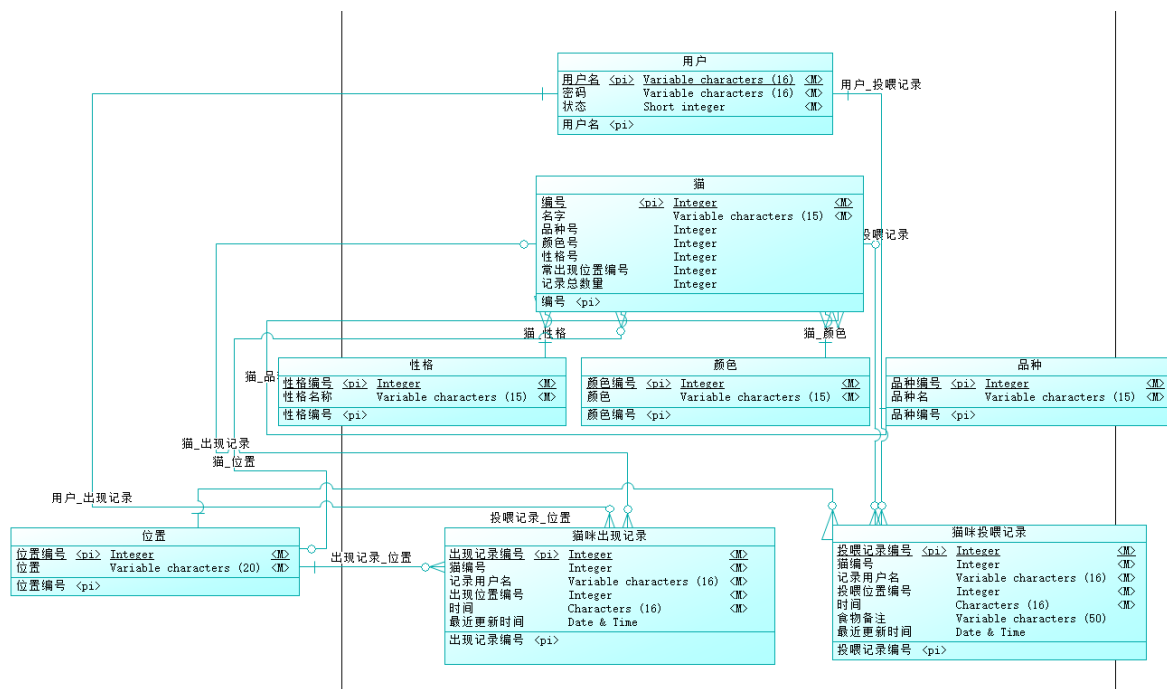 用户
用户名 <pi> Variable characters (16) <M>
密码 Variable characters (16) <M>
状态 Short integer <M>
用户名 <pi>
用户_投喂记录
猫
编号 <pi> Integer <M>
名字 Variable characters (15) <M>
品种号 Integer
颜色号 Integer
性格号 Integer
常出现位置编号 Integer
记录总数量 Integer
编号 <pi>
投喂记录
猫_性格
猫_颜色
猫_品
性格
性格编号 <pi> Integer <M>
性格名称 Variable characters (15) <M>
性格编号 <pi>
颜色
颜色编号 <pi> Integer <M>
颜色 Variable characters (15) <M>
颜色编号 <pi>
品种
品种编号 <pi> Integer <M>
品种名 Variable characters (15) <M>
品种编号 <pi>
猫_出现记录
猫_位置
用户_出现记录
投喂记录_位置
出现记录_位置
位置
位置编号 <pi> Integer <M>
位置 Variable characters (20) <M>
位置编号 <pi>
猫咪出现记录
出现记录编号 <pi> Integer <M>
猫编号 Integer <M>
记录用户名 Variable characters (16) <M>
出现位置编号 Integer <M>
时间 Characters (16) <M>
最近更新时间 Date & Time
出现记录编号 <pi>
猫咪投喂记录
投喂记录编号 <pi> Integer <M>
猫编号 Integer <M>
记录用户名 Variable characters (16) <M>
投喂位置编号 Integer <M>
时间 Characters (16) <M>
食物备注 Variable characters (50)
最近更新时间 Date & Time
投喂记录编号 <pi>